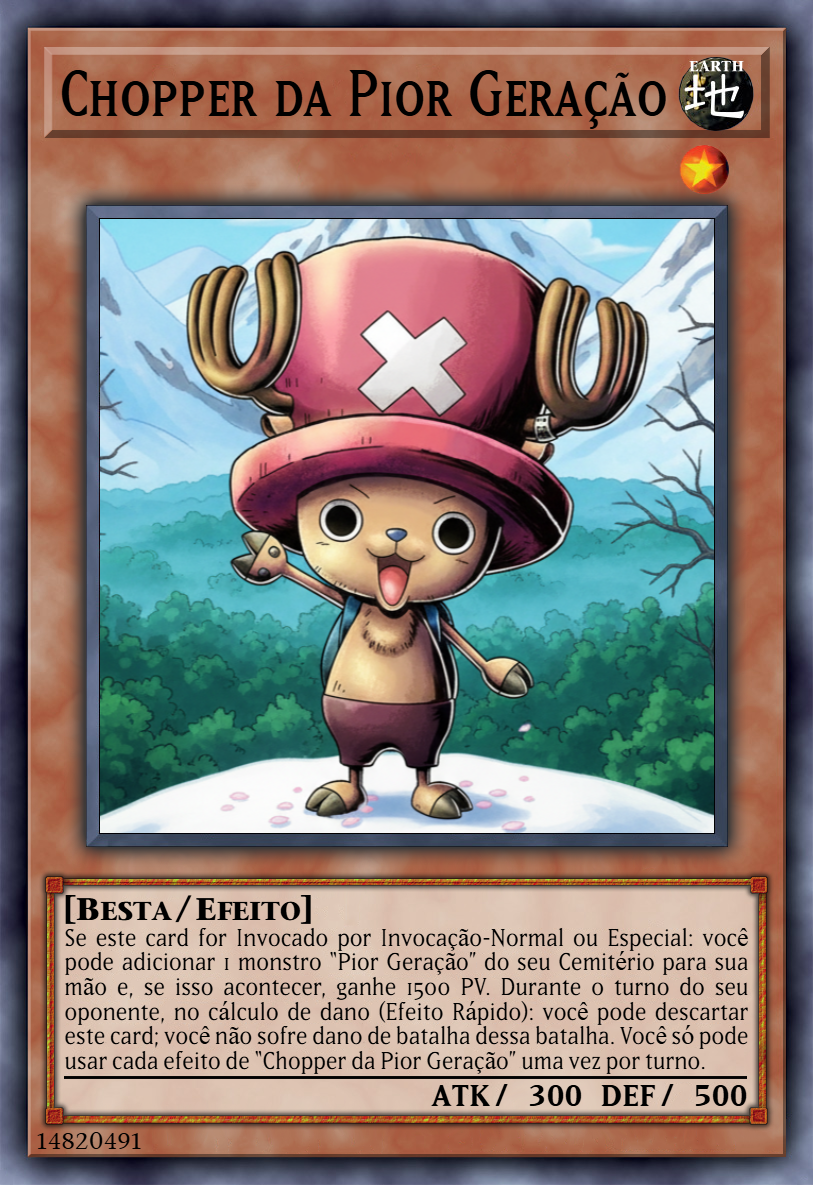 Chopper da Pior Geração
EARTH
地
[Besta/Efeito]
Se este card for Invocado por Invocação-Normal ou Especial: você
pode adicionar 1 monstro "Pior Geração" do seu Cemitério para sua
mão e, se isso acontecer, ganhe 1500 PV. Durante o turno do seu
oponente, no cálculo de dano (Efeito Rápido): você pode descartar
este card; você não sofre dano de batalha dessa batalha. Você só pode
usar cada efeito de "Chopper da Pior Geração" uma vez por turno.
ATK/ 300 DEF/ 500
14820491